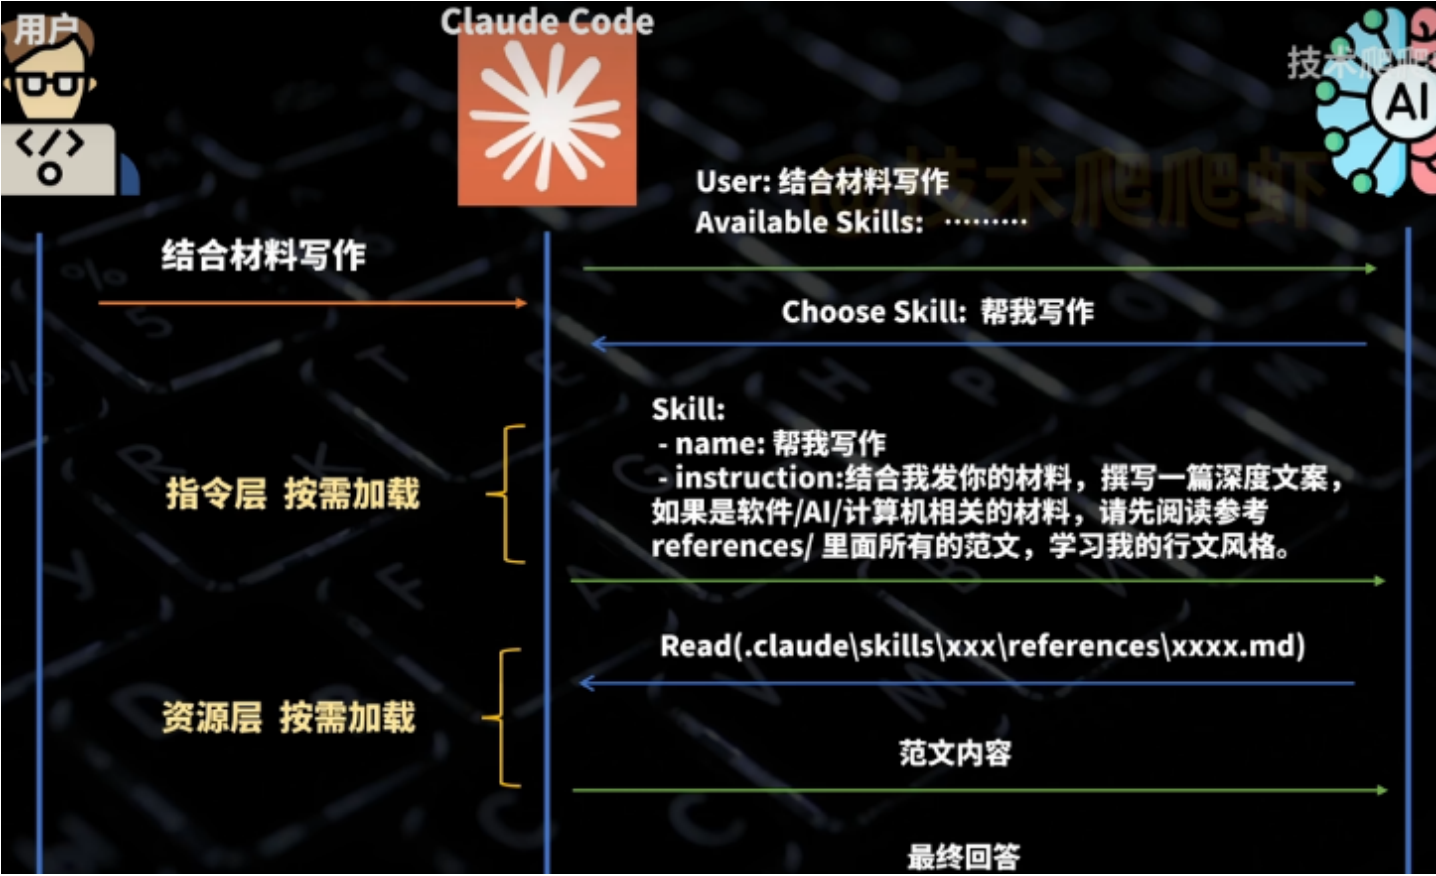 用户
Claude Code
技术爬爬
AI
</>
@技术爬爬虾
User: 结合材料写作
Available Skills: ·········
结合材料写作
Choose Skill: 帮我写作
Skill:
- name: 帮我写作
- instruction:结合我发你的材料，撰写一篇深度文案，
如果是软件/AI/计算机相关的材料，请先阅读参考
references/ 里面所有的范文，学习我的行文风格。
指令层 按需加载
Read(.claude\skills\xxx\references\xxxx.md)
资源层 按需加载
范文内容
最终回答